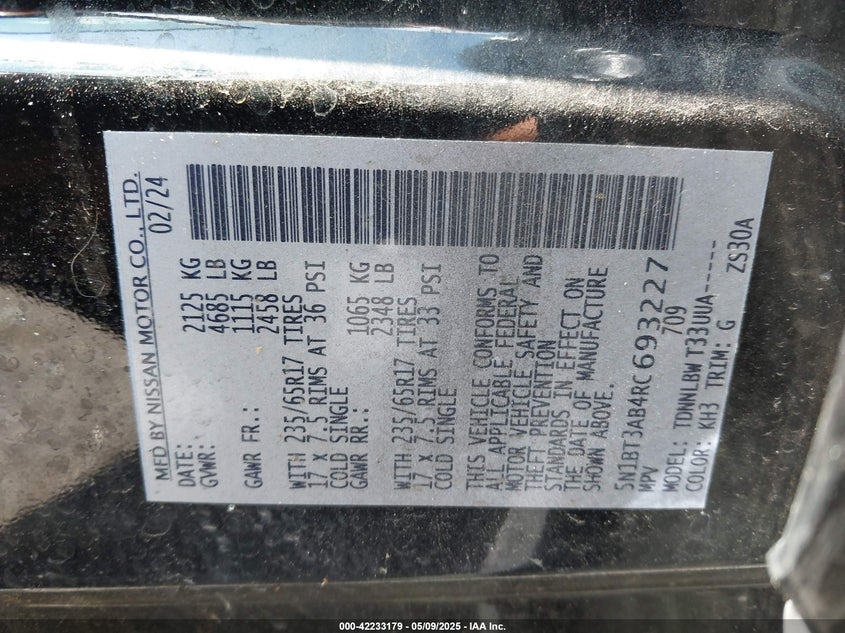 MFD BY NISSAN MOTOR CO., LTD.
DATE: 02/24
GVWR: 2125 KG
4685 LB
GAWR FR.: 1115 KG
2458 LB
WITH 235/65R17 TIRES
17 X 7.5 RIMS AT 36 PSI
COLD SINGLE
GAWR RR.: 1065 KG
2348 LB
WITH 235/65R17 TIRES
17 X 7.5 RIMS AT 33 PSI
COLD SINGLE
THIS VEHICLE CONFORMS TO
ALL APPLICABLE FEDERAL
MOTOR VEHICLE SAFETY AND
THEFT PREVENTION
STANDARDS IN EFFECT ON
THE DATE OF MANUFACTURE
SHOWN ABOVE.
5N1BT3AB4RC693227
MPV 709
MODEL: TDNNLBW T33UUA-----
COLOR: KH3 TRIM: G ZS30A
000-42233179 - 05/09/2025 - IAA Inc.